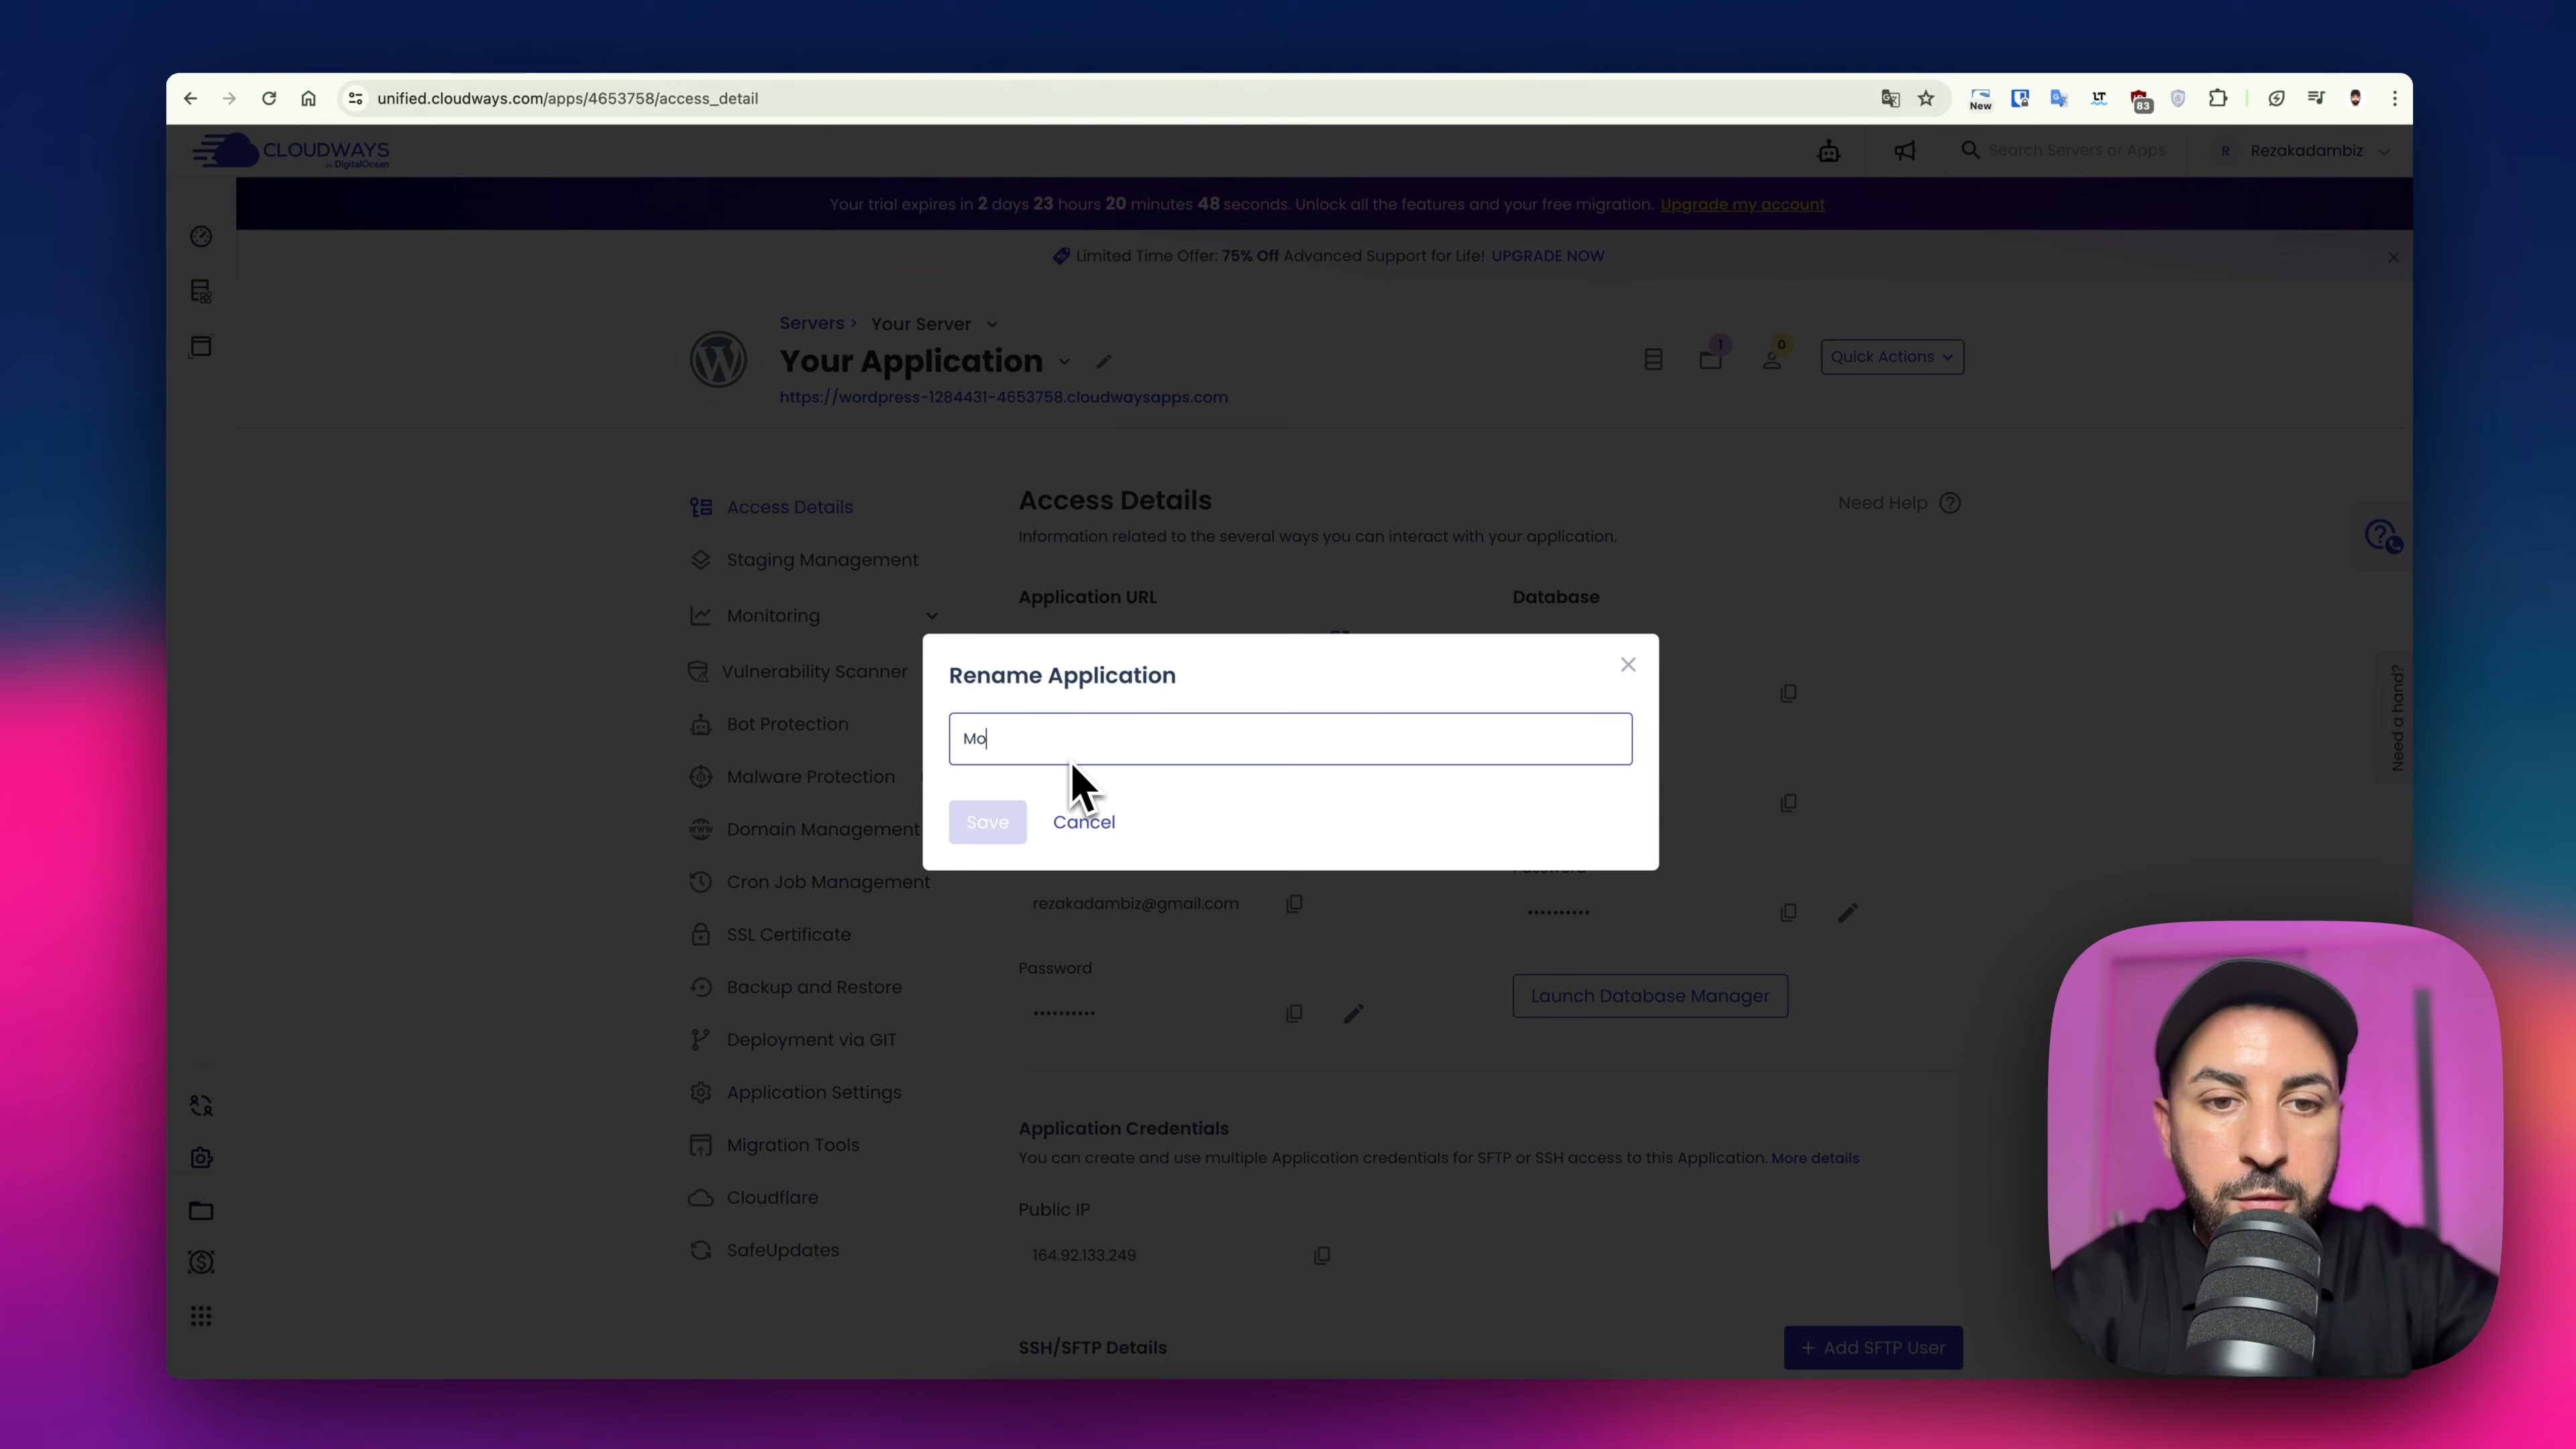 unified.cloudways.com/apps/4653758/access_detail
New
LT
83
CLOUDWAYS
by DigitalOcean
Search Servers or Apps
R
Rezakadambiz
Your trial expires in 2 days 23 hours 20 minutes 48 seconds. Unlock all the features and your free migration. Upgrade my account
Limited Time Offer: 75% Off Advanced Support for Life! UPGRADE NOW
Servers > Your Server
Your Application
https://wordpress-1284431-4653758.cloudwaysapps.com
1
0
Quick Actions
Access Details
Staging Management
Monitoring
Vulnerability Scanner
Bot Protection
Malware Protection
Domain Management
Cron Job Management
SSL Certificate
Backup and Restore
Deployment via GIT
Application Settings
Migration Tools
Cloudflare
SafeUpdates
Access Details
Need Help
Information related to the several ways you can interact with your application.
Application URL
Database
Rename Application
Mo
Save
Cancel
rezakadambiz@gmail.com
Password
Launch Database Manager
Application Credentials
You can create and use multiple Application credentials for SFTP or SSH access to this Application. More details
Public IP
164.92.133.249
SSH/SFTP Details
+ Add SFTP User
Need a hand?